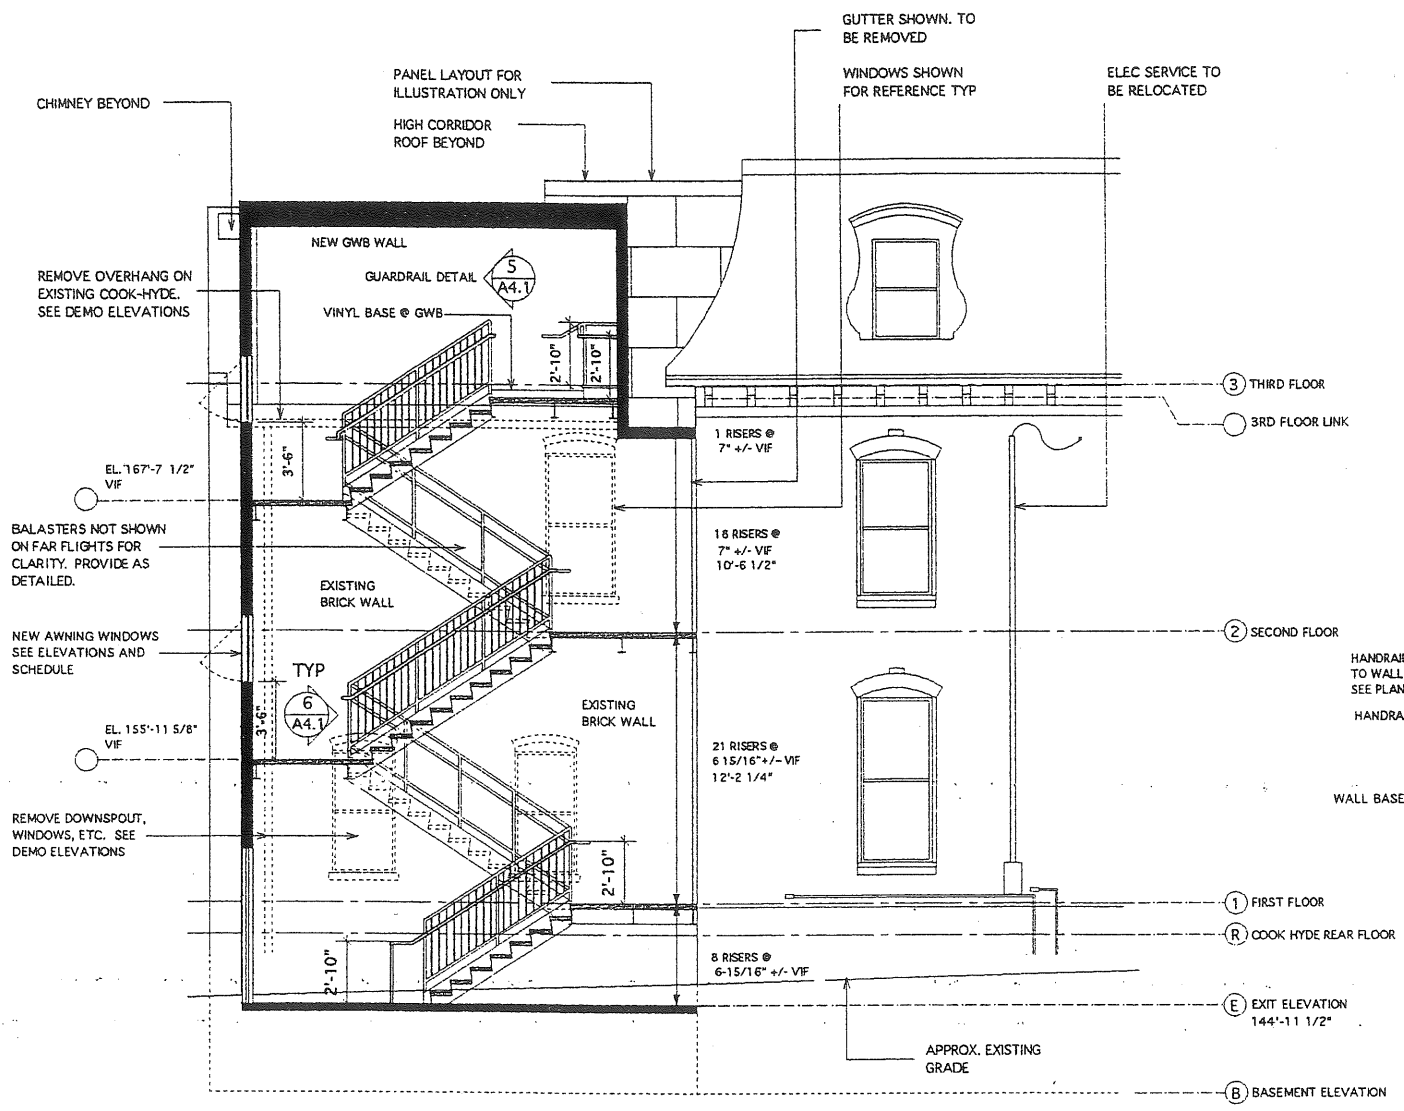 GUTTER SHOWN. TO
BE REMOVED
PANEL LAYOUT FOR
ILLUSTRATION ONLY
WINDOWS SHOWN
FOR REFERENCE TYP
ELEC SERVICE TO
BE RELOCATED
CHIMNEY BEYOND
HIGH CORRIDOR
ROOF BEYOND
NEW GWB WALL
GUARDRAIL DETAIL
5
A4.1
REMOVE OVERHANG ON
EXISTING COOK-HYDE.
SEE DEMO ELEVATIONS
VINYL BASE @ GWB
2'-10"
2'-10"
3 THIRD FLOOR
3RD FLOOR LINK
1 RISERS @
7" +/- VIF
3'-6"
EL. 167'-7 1/2"
VIF
BALASTERS NOT SHOWN
ON FAR FLIGHTS FOR
CLARITY. PROVIDE AS
DETAILED.
18 RISERS @
7" +/- VIF
10'-6 1/2"
EXISTING
BRICK WALL
2 SECOND FLOOR
NEW AWNING WINDOWS
SEE ELEVATIONS AND
SCHEDULE
TYP
6
A4.1
HANDRAI
TO WALL
SEE PLAN
HANDRA
EXISTING
BRICK WALL
3'-6"
EL. 155'-11 5/8"
VIF
21 RISERS @
6 15/16"+/- VIF
12'-2 1/4"
WALL BASE
REMOVE DOWNSPOUT,
WINDOWS, ETC. SEE
DEMO ELEVATIONS
2'-10"
1 FIRST FLOOR
R COOK HYDE REAR FLOOR
2'-10"
8 RISERS @
6-15/16" +/- VIF
E EXIT ELEVATION
144'-11 1/2"
APPROX. EXISTING
GRADE
B BASEMENT ELEVATION